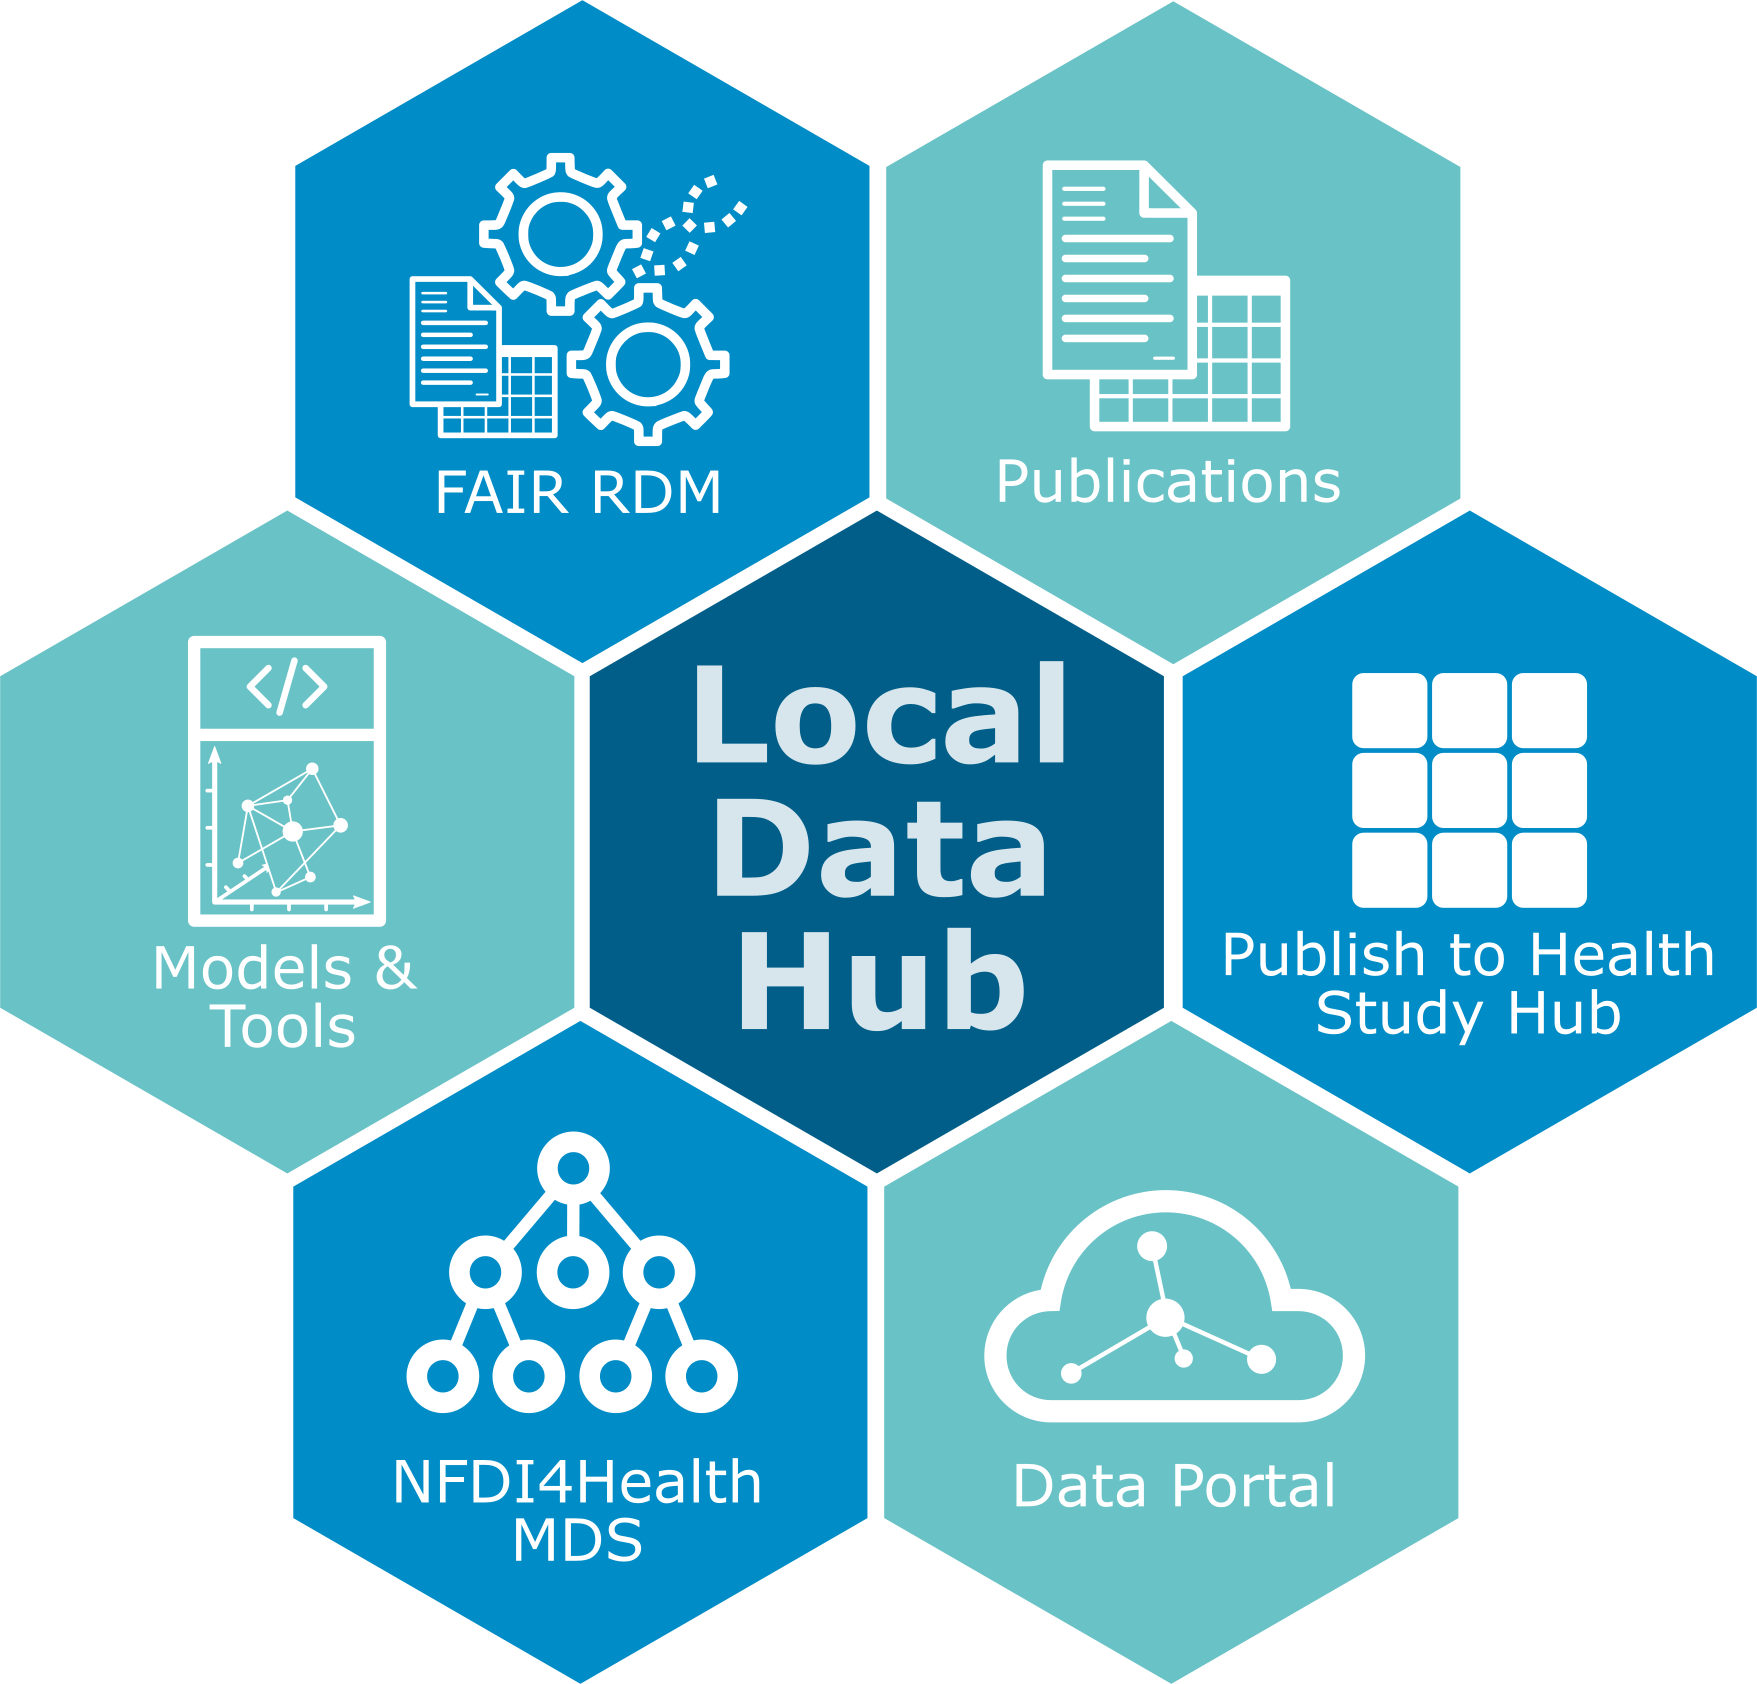 FAIR RDM
Publications
Models &
Tools
</>
Local
Data
Hub
Publish to Health
Study Hub
NFDI4Health
MDS
Data Portal